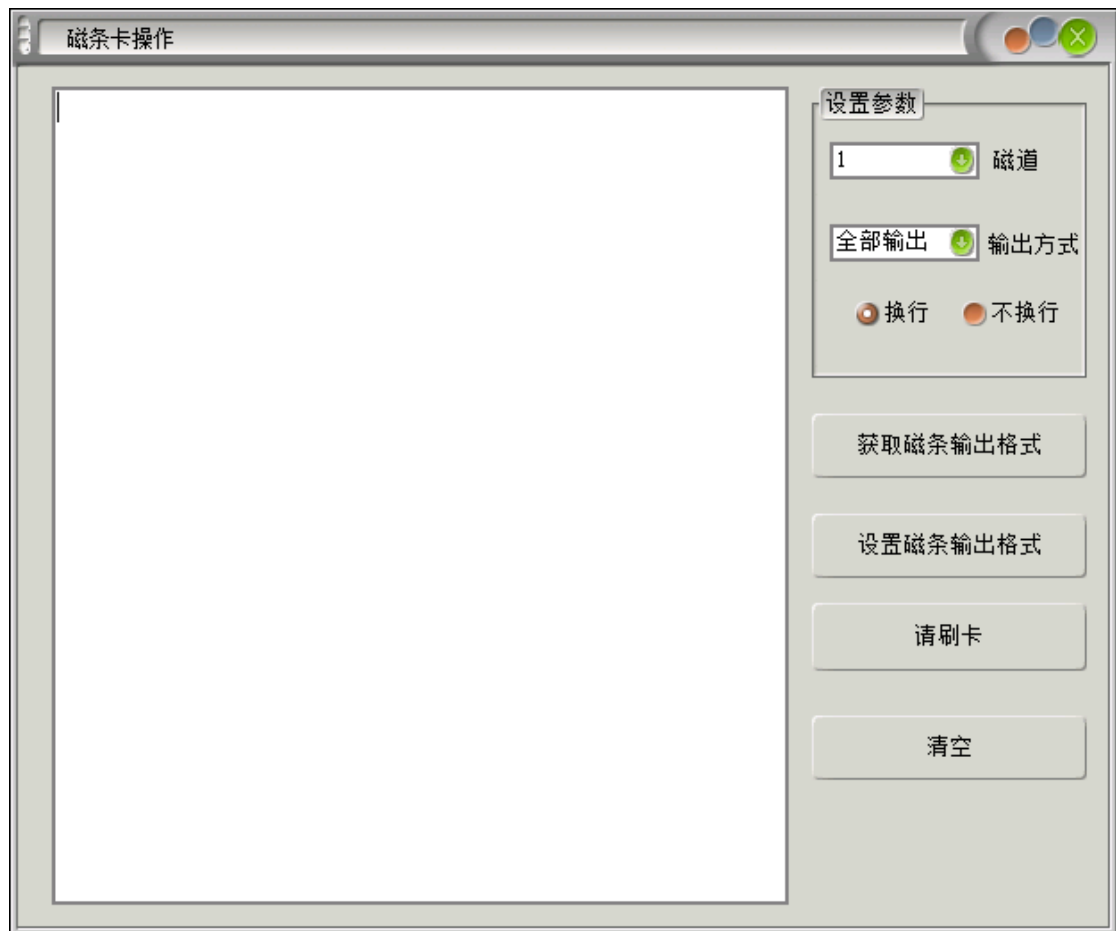 磁条卡操作
设置参数
1 磁道
全部输出 输出方式
换行 不换行
获取磁条输出格式
设置磁条输出格式
请刷卡
清空